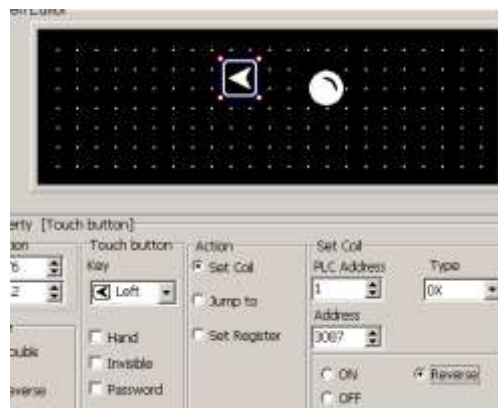 Editor
erty [Touch button]
Touch button
Action
Set Coil
Key
Set Coil
PLC Address
Type
Left
1
0X
Jump to
Address
Hand
Set Register
3087
Invisible
ON
Reverse
Password
OFF